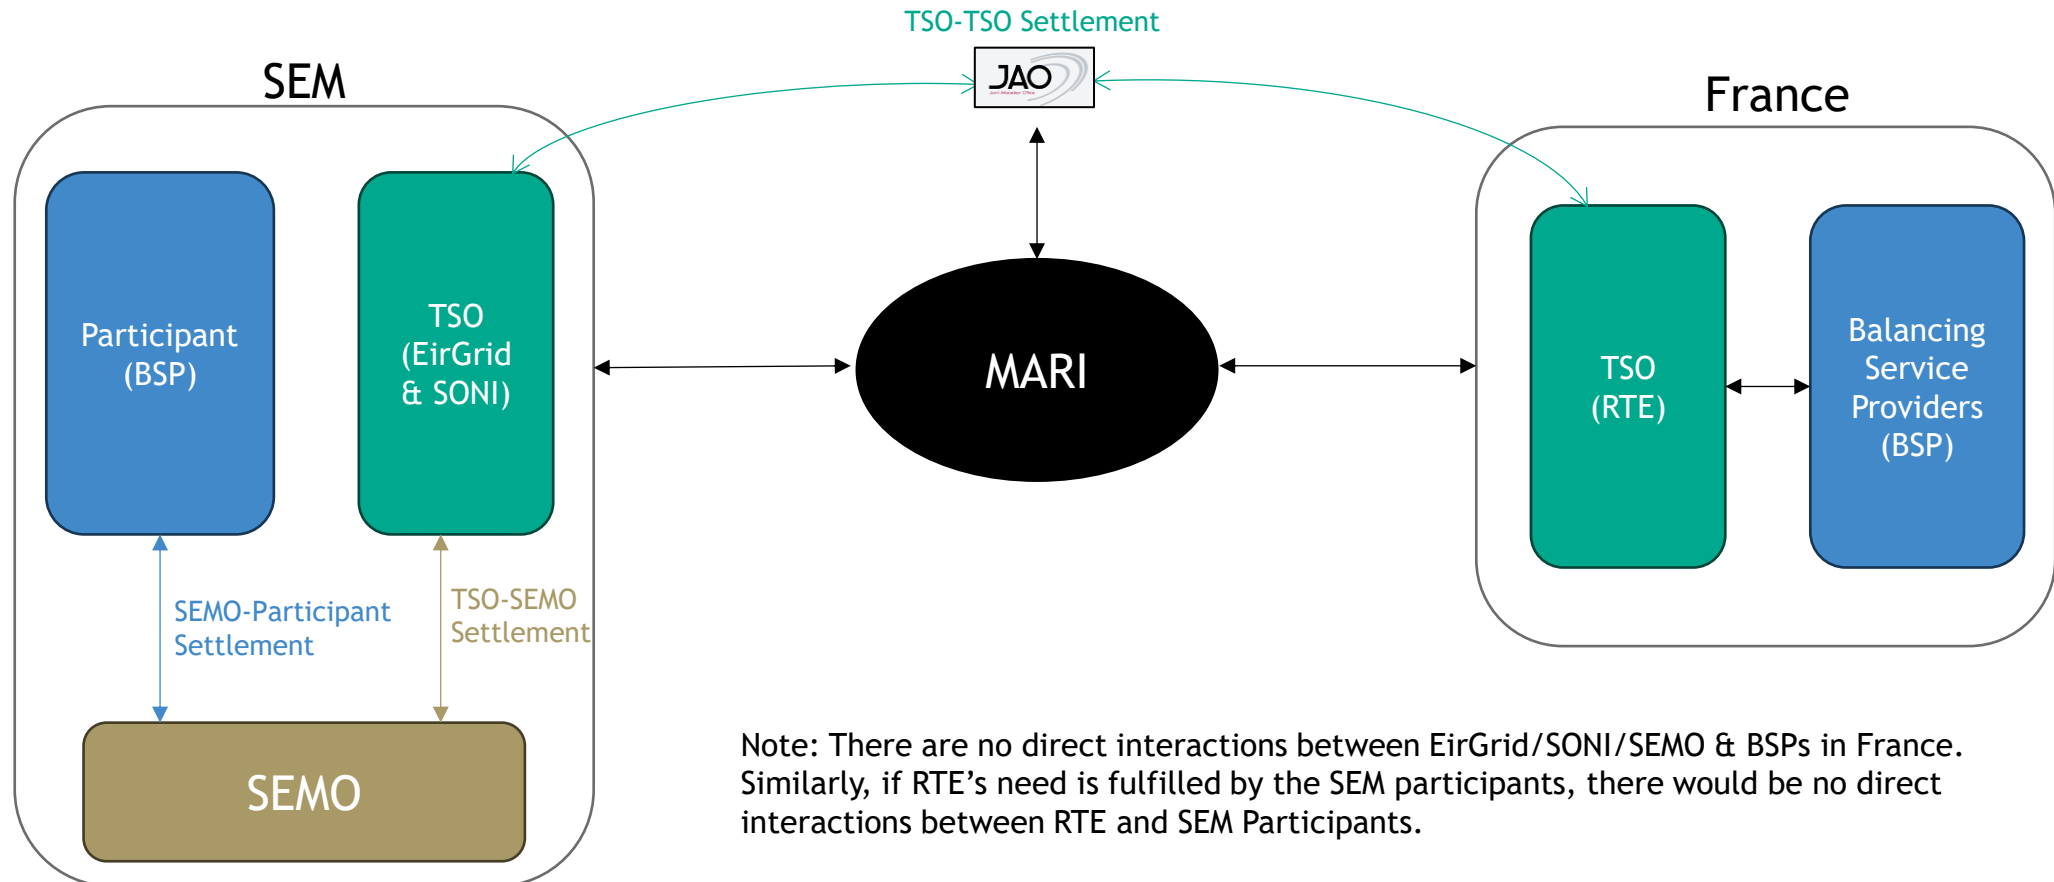 TSO-TSO Settlement
JAO
Joint Allocation Office
SEM
France
Participant
(BSP)
TSO
(EirGrid
& SONI)
MARI
TSO
(RTE)
Balancing
Service
Providers
(BSP)
SEMO-Participant
Settlement
TSO-SEMO
Settlement
SEMO
Note: There are no direct interactions between EirGrid/SONI/SEMO & BSPs in France.
Similarly, if RTE’s need is fulfilled by the SEM participants, there would be no direct
interactions between RTE and SEM Participants.